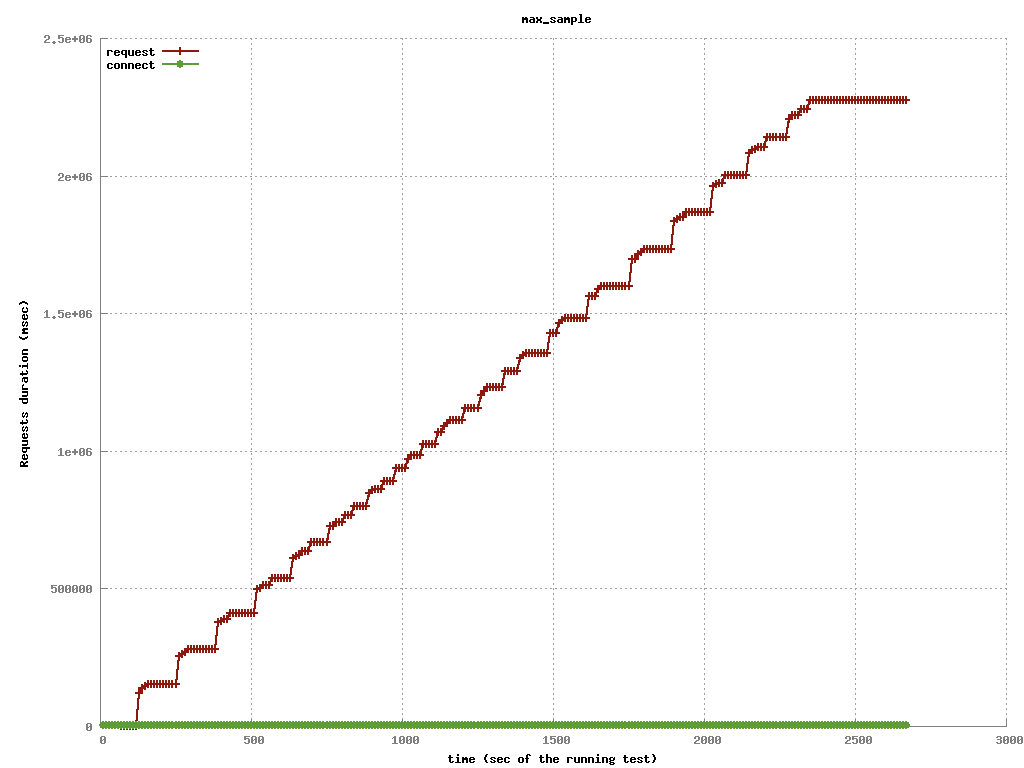 max_sample
2.5e+06
request
connect
2e+06
1.5e+06
Requests duration (msec)
1e+06
500000
0
0 500 1000 1500 2000 2500 3000
time (sec of the running test)